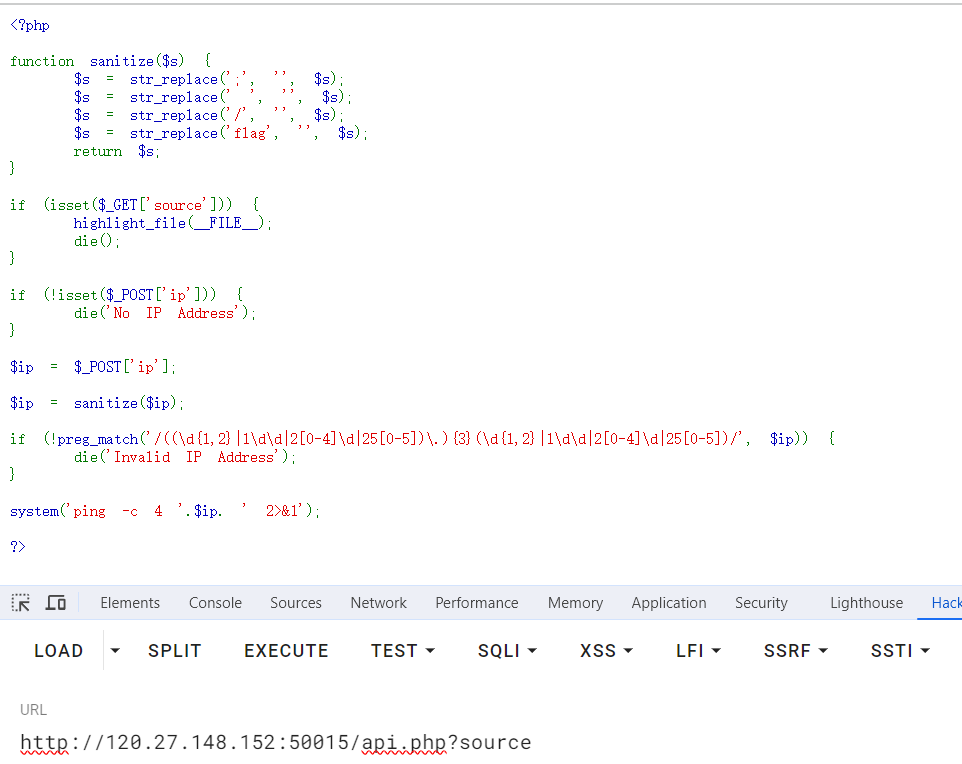 <?php
function sanitize($s) {
$s = str_replace(';', '', $s);
$s = str_replace(' ', '', $s);
$s = str_replace('/', '', $s);
$s = str_replace('flag', '', $s);
return $s;
}
if (isset($_GET['source'])) {
highlight_file(__FILE__);
die();
}
if (!isset($_POST['ip'])) {
die('No IP Address');
}
$ip = $_POST['ip'];
$ip = sanitize($ip);
if (!preg_match('/((\d{1,2}|1\d\d|2[0-4]\d|25[0-5])\.){3}(\d{1,2}|1\d\d|2[0-4]\d|25[0-5])/', $ip)) {
die('Invalid IP Address');
}
system('ping -c 4 '.$ip. ' 2>&1');
?>
Elements Console Sources Network Performance Memory Application Security Lighthouse Hack
LOAD SPLIT EXECUTE TEST SQLI XSS LFI SSRF SSTI
URL
http://120.27.148.152:50015/api.php?source